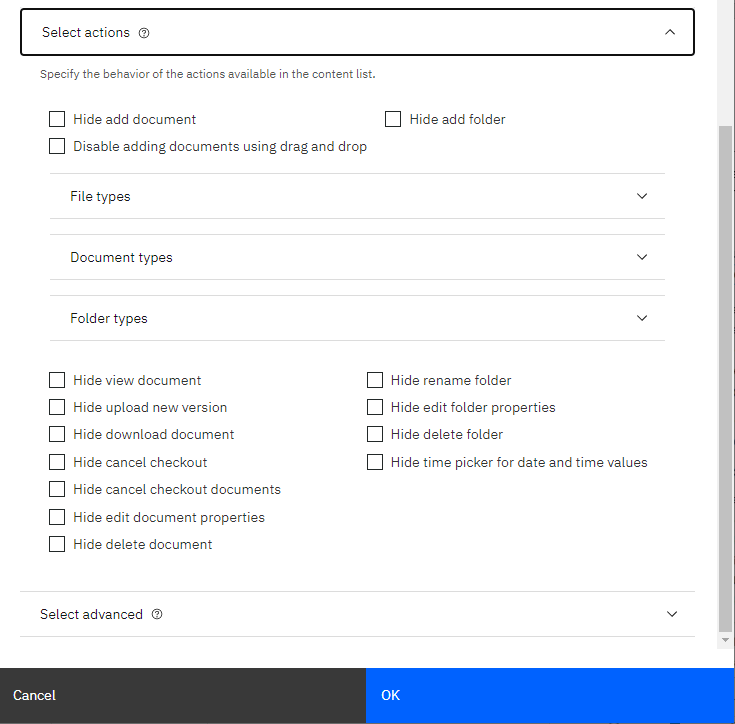 Select actions
Specify the behavior of the actions available in the content list.
Hide add document
Hide add folder
Disable adding documents using drag and drop
File types
Document types
Folder types
Hide view document
Hide rename folder
Hide upload new version
Hide edit folder properties
Hide download document
Hide delete folder
Hide cancel checkout
Hide time picker for date and time values
Hide cancel checkout documents
Hide edit document properties
Hide delete document
Select advanced
Cancel
OK